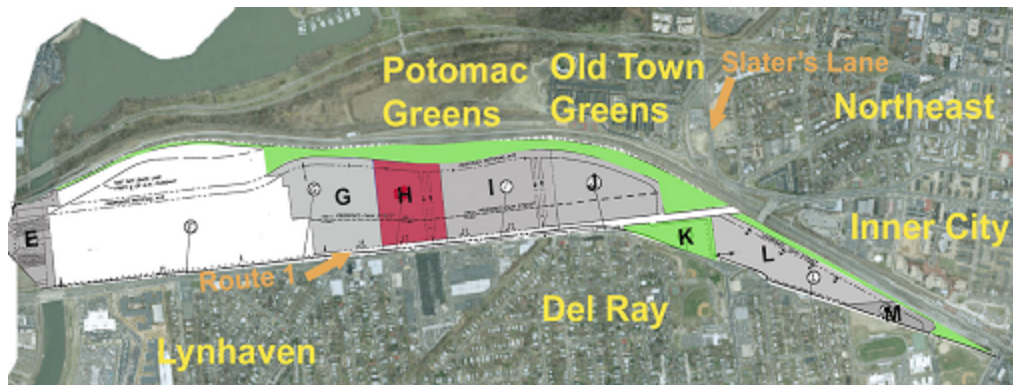 Potomac
Greens
Old Town
Greens
Slater's Lane
Northeast
G
H
I
J
E
K
L
M
Inner City
Route 1
Del Ray
Lynhaven